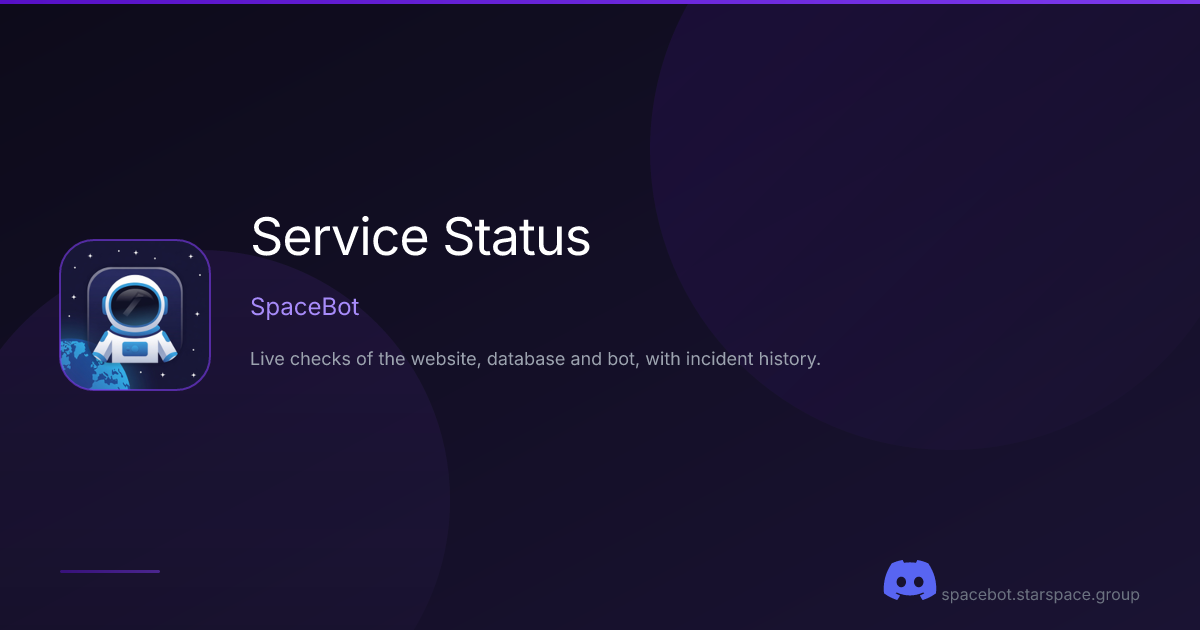 Service Status
SpaceBot
Live checks of the website, database and bot, with incident history.
spacebot.starspace.group